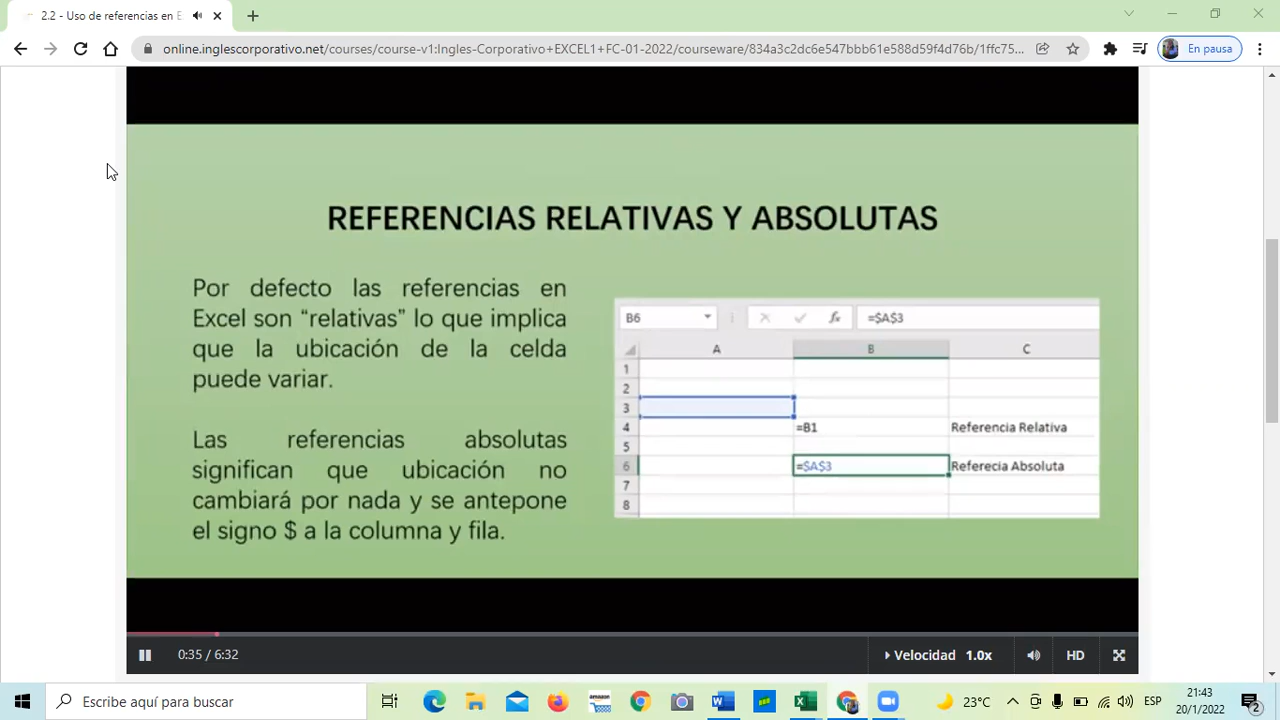 2.2 - Uso de referencias en E
online.inglescorporativo.net/courses/course-v1:Ingles-Corporativo+EXCEL1+FC-01-2022/courseware/834a3c2dc6e547bbb61e588d59f4d76b/1ffc75...
En pausa
REFERENCIAS RELATIVAS Y ABSOLUTAS
Por defecto las referencias en
Excel son “relativas” lo que implica
que la ubicación de la celda
puede variar.
Las referencias absolutas
significan que ubicación no
cambiará por nada y se antepone
el signo $ a la columna y fila.
B6 fx =$A$3
A B C
1
2
3
4 =B1 Referencia Relativa
5
6 =$A$3 Referecia Absoluta
7
8
0:35 / 6:32
Velocidad 1.0x
HD
Escribe aquí para buscar
amazon
23°C
ESP
21:43
20/1/2022
2